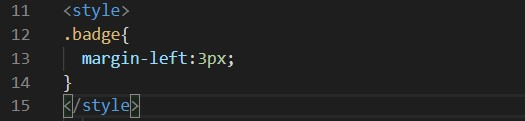 11 <style>
12 .badge{
13 margin-left:3px;
14 }
15 </style>